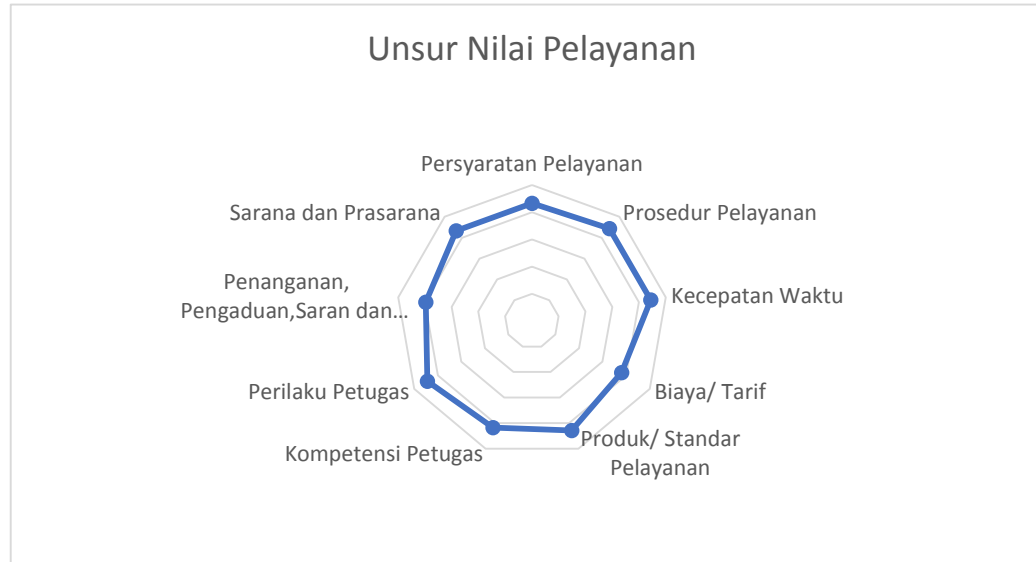 Unsur Nilai Pelayanan
Persyaratan Pelayanan
Prosedur Pelayanan
Kecepatan Waktu
Biaya/ Tarif
Produk/ Standar
Pelayanan
Kompetensi Petugas
Perilaku Petugas
Penanganan,
Pengaduan,Saran dan...
Sarana dan Prasarana